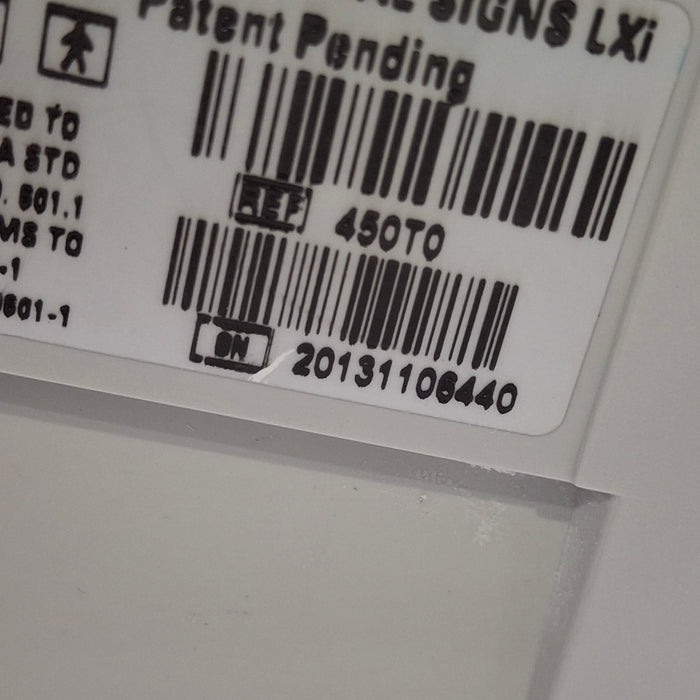 SIGNS LXi
Patent Pending
ED TO
A STD
. 601.1
MS TO
-1
601-1
REF 450T0
SN 20131106440